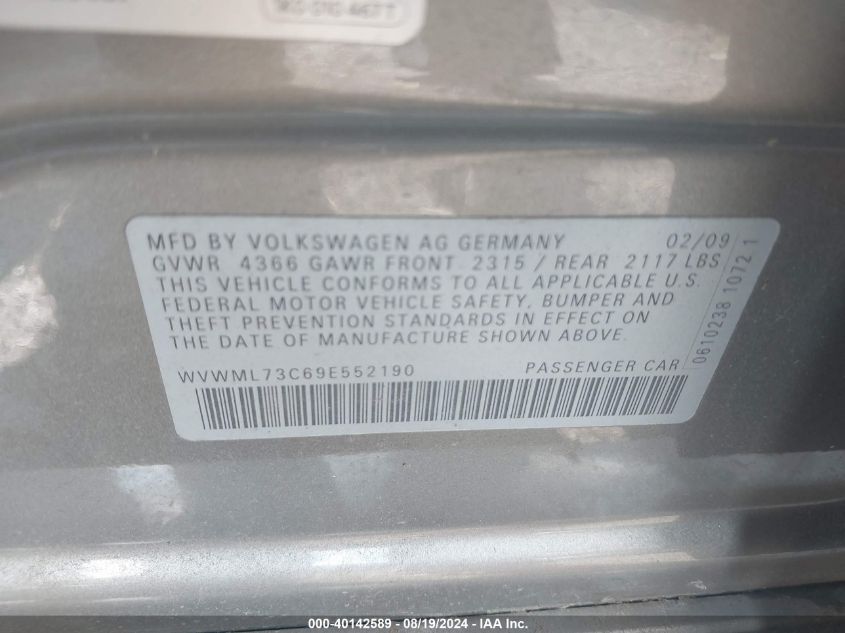 MFD BY VOLKSWAGEN AG GERMANY 02/09
GVWR 4366 GAWR FRONT 2315 / REAR 2117 LBS
THIS VEHICLE CONFORMS TO ALL APPLICABLE U.S.
FEDERAL MOTOR VEHICLE SAFETY, BUMPER AND
THEFT PREVENTION STANDARDS IN EFFECT ON
THE DATE OF MANUFACTURE SHOWN ABOVE.
WVWML73C69E552190 PASSENGER CAR
0610238 1072 1
000-40142589 - 08/19/2024 - IAA Inc.